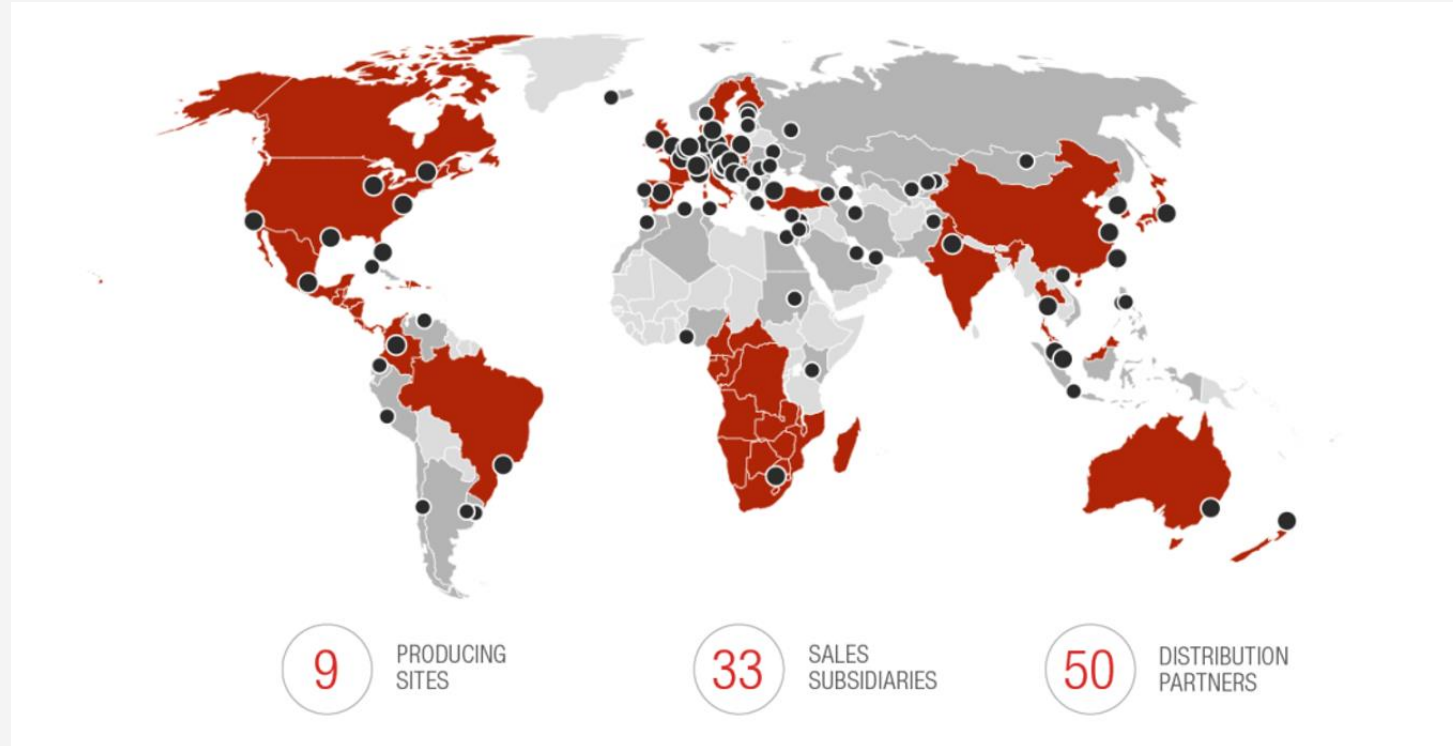 9
PRODUCING
SITES
33
SALES
SUBSIDIARIES
50
DISTRIBUTION
PARTNERS